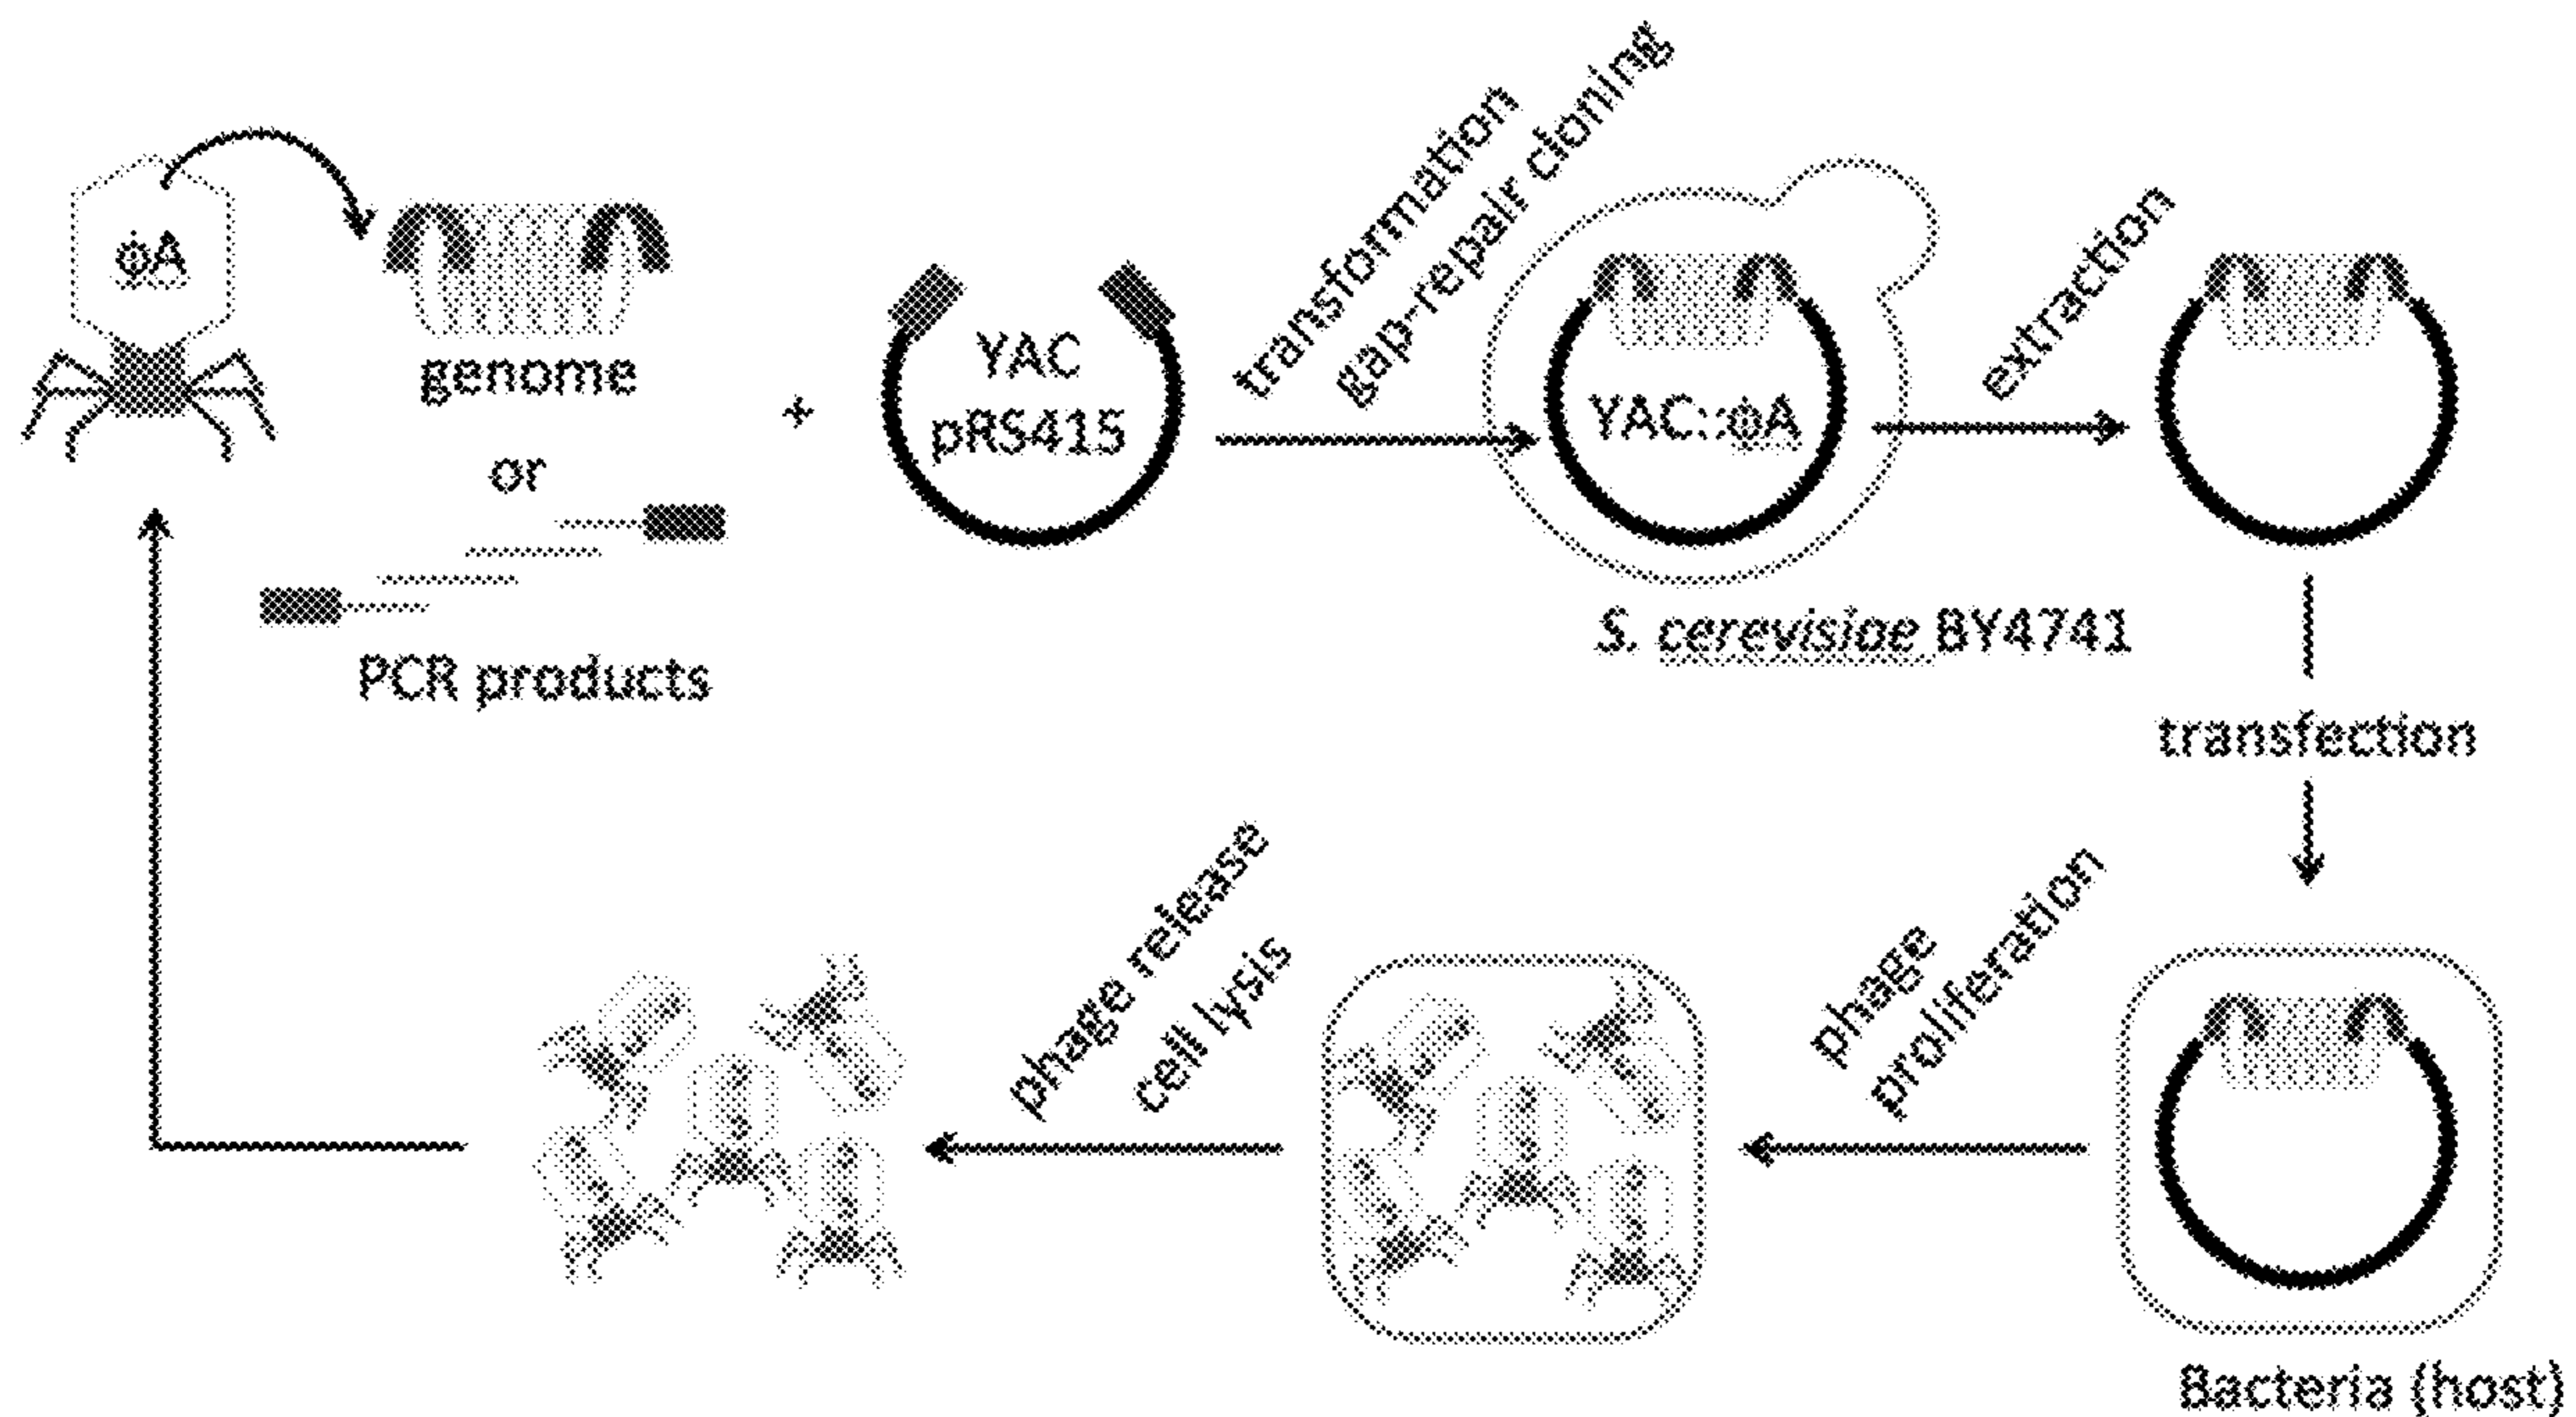 ϕA
genome
or
PCR products
+
YAC
pRS415
transformation
gap-repair cloning
YAC::ϕA
S. cerevisiae BY4741
extraction
transfection
Bacteria (host)
phage
proliferation
phage release
cell lysis